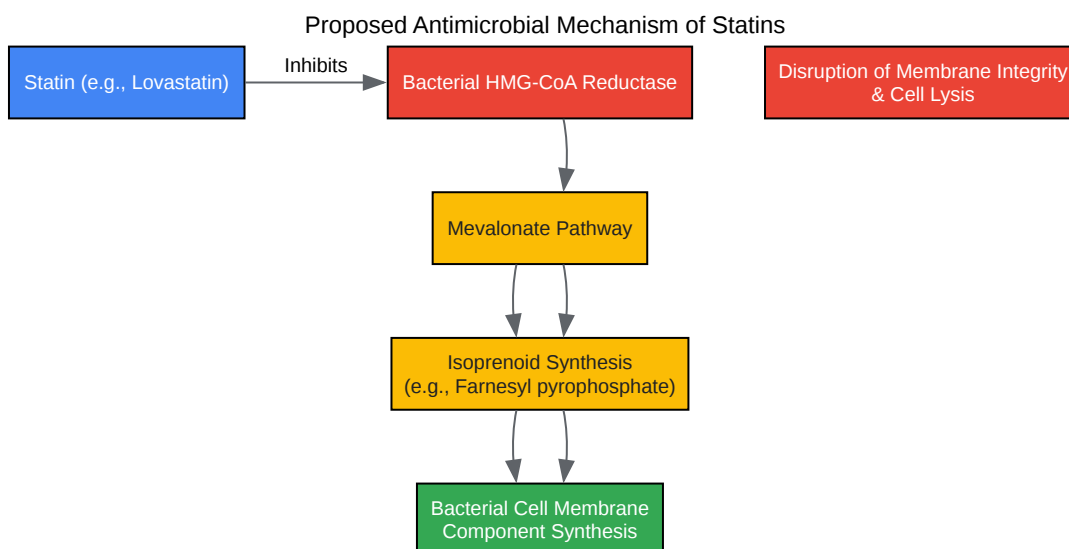 Proposed Antimicrobial Mechanism of Statins
Statin (e.g., Lovastatin)
Inhibits
Bacterial HMG-CoA Reductase
Disruption of Membrane Integrity
& Cell Lysis
Mevalonate Pathway
Isoprenoid Synthesis
(e.g., Farnesyl pyrophosphate)
Bacterial Cell Membrane
Component Synthesis